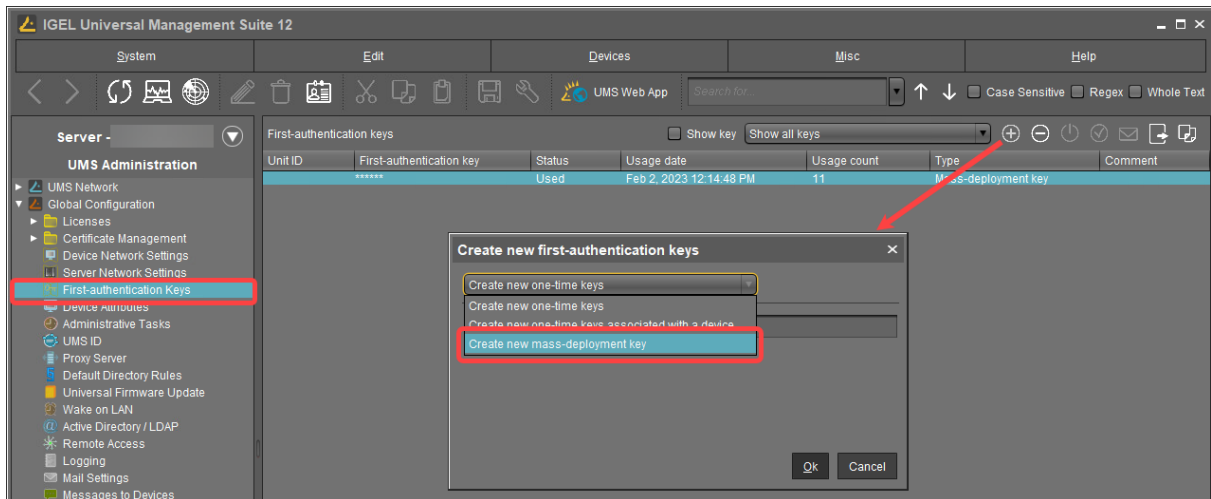 IGEL Universal Management Suite 12
System Edit Devices Misc Help
UMS Web App Search for... Case Sensitive Regex Whole Text
Server -
First-authentication keys Show key Show all keys
UMS Administration
Unit ID First-authentication key Status Usage date Usage count Type Comment
****** Used Feb 2, 2023 12:14:48 PM 11 Mass-deployment key
UMS Network
Global Configuration
Licenses
Certificate Management
Device Network Settings
Server Network Settings
First-authentication Keys
Device Attributes
Administrative Tasks
UMS ID
Proxy Server
Default Directory Rules
Universal Firmware Update
Wake on LAN
Active Directory / LDAP
Remote Access
Logging
Mail Settings
Messages to Devices
Create new first-authentication keys
Create new one-time keys
Create new one-time keys
Create new one-time keys associated with a device
Create new mass-deployment key
Ok Cancel